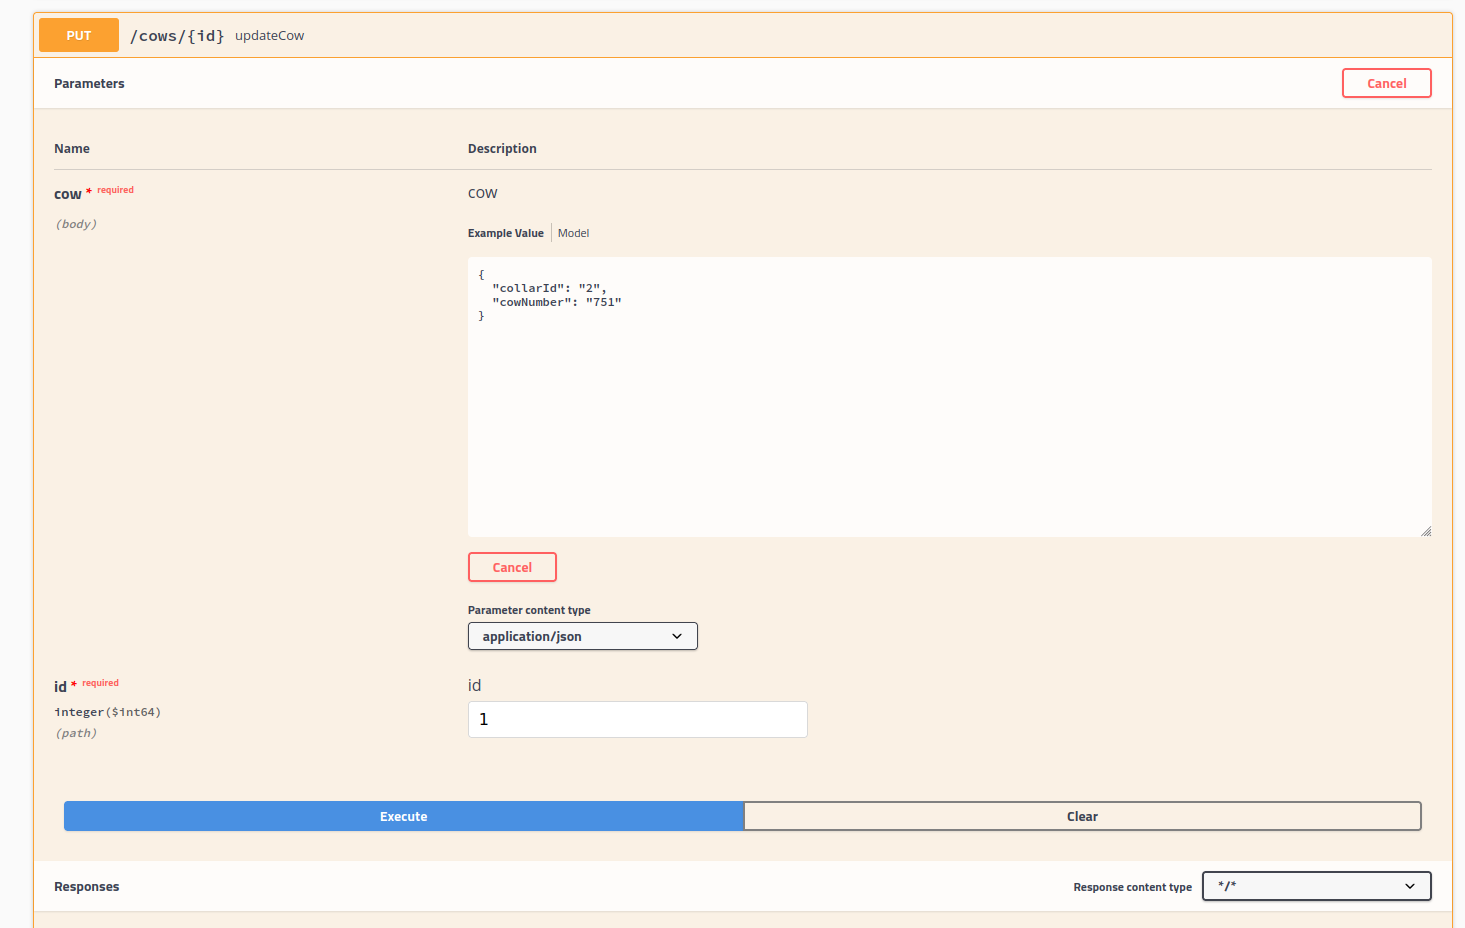 PUT /cows/{id} updateCow
Parameters Cancel
Name Description
cow * required cow
(body)
Example Value Model
{
"collarId": "2",
"cowNumber": "751"
}
Cancel
Parameter content type
application/json
id * required id
integer($int64) 1
(path)
Execute Clear
Responses Response content type */*